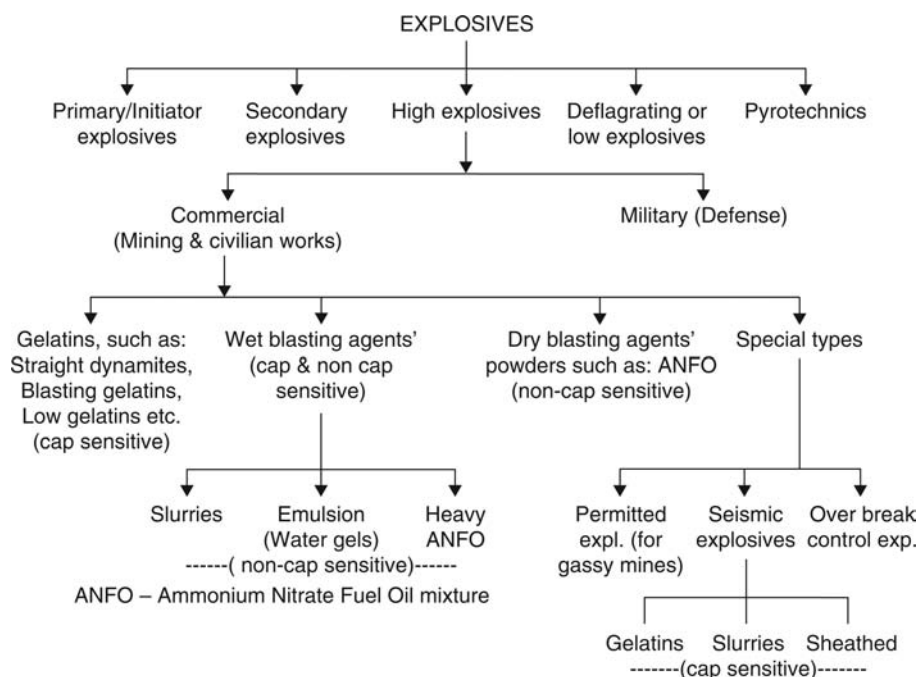 EXPLOSIVES
Primary/Initiator
explosives
Secondary
explosives
High explosives
Deflagrating or
low explosives
Pyrotechnics
Commercial
(Mining & civilian works)
Military (Defense)
Gelatins, such as:
Straight dynamites,
Blasting gelatins,
Low gelatins etc.
(cap sensitive)
Wet blasting agents'
(cap & non cap
sensitive)
Dry blasting agents'
powders such as: ANFO
(non-cap sensitive)
Special types
Slurries
Emulsion
(Water gels)
Heavy
ANFO
------( non-cap sensitive)------
ANFO – Ammonium Nitrate Fuel Oil mixture
Permitted
expl. (for
gassy mines)
Seismic
explosives
Over break
control exp.
Gelatins
Slurries
Sheathed
-------(cap sensitive)-------